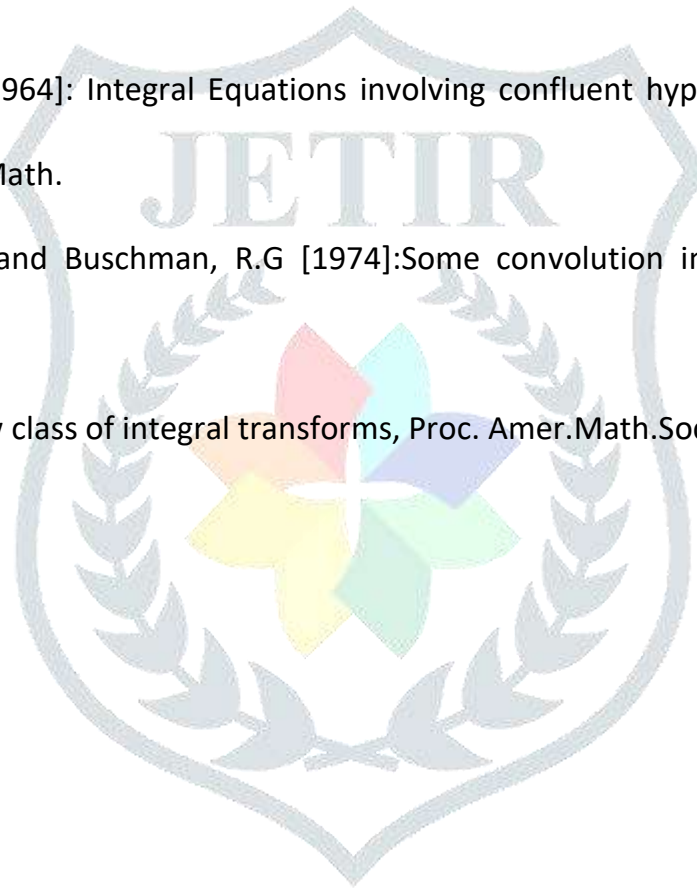 964]: Integral Equations involving confluent hyp
Math.
JETIR
and Buschman, R.G [1974]:Some convolution in
class of integral transforms, Proc. Amer.Math.Soc